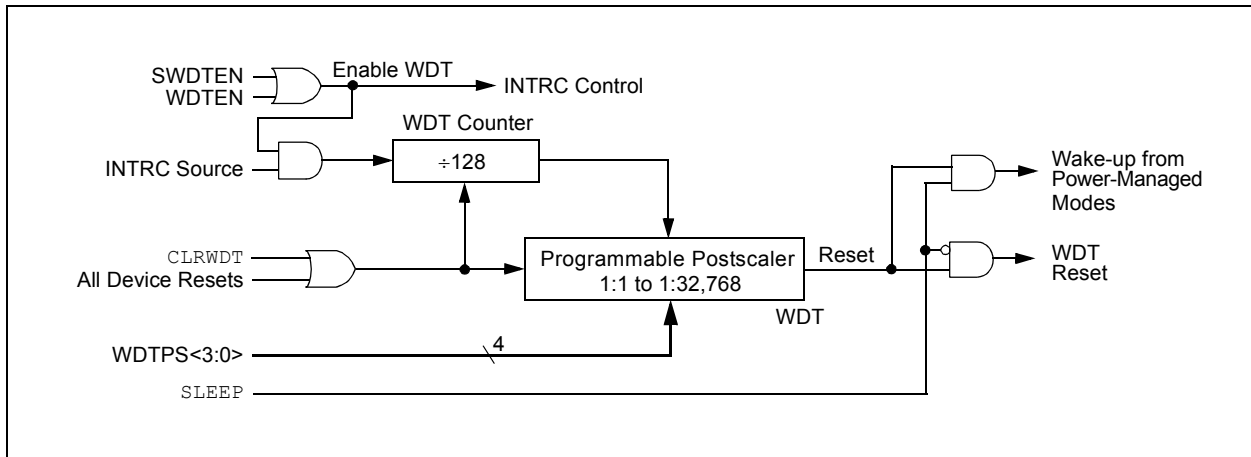 SWDTEN
WDTEN
Enable WDT
INTRC Control
WDT Counter
INTRC Source
÷128
Wake-up from
Power-Managed
Modes
CLRWDT
All Device Resets
Programmable Postscaler
1:1 to 1:32,768
Reset
WDT
Reset
WDT
4
WDTPS<3:0>
SLEEP